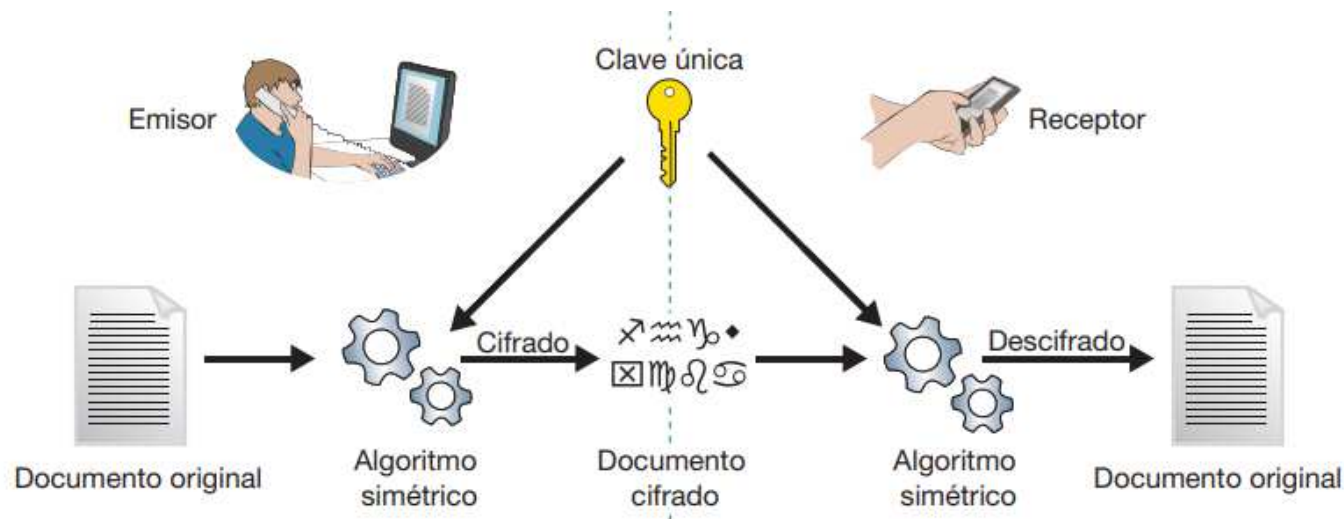 Clave única
Emisor
Receptor
Cifrado
Descifrado
Documento original
Algoritmo
simétrico
Documento
cifrado
Algoritmo
simétrico
Documento original